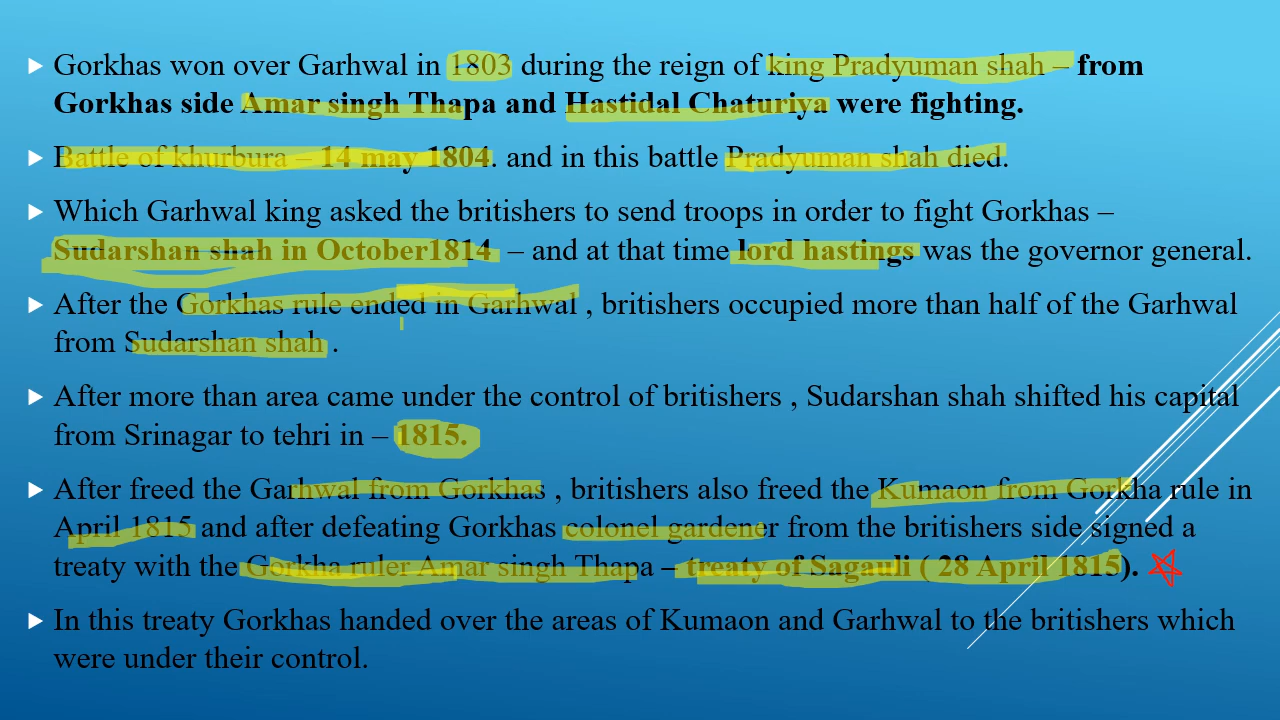 Gorkhas won over Garhwal in 1803 during the reign of king Pradyuman shah – from
Gorkhas side Amar singh Thapa and Hastidal Chaturiya were fighting.
Battle of khurbura – 14 may 1804. and in this battle Pradyuman shah died.
Which Garhwal king asked the britishers to send troops in order to fight Gorkhas –
Sudarshan shah in October1814 – and at that time lord hastings was the governor general.
After the Gorkhas rule ended in Garhwal , britishers occupied more than half of the Garhwal
from Sudarshan shah .
After more than area came under the control of britishers , Sudarshan shah shifted his capital
from Srinagar to tehri in – 1815.
After freed the Garhwal from Gorkhas , britishers also freed the Kumaon from Gorkha rule in
April 1815 and after defeating Gorkhas colonel gardener from the britishers side signed a
treaty with the Gorkha ruler Amar singh Thapa – treaty of Sagauli ( 28 April 1815).
In this treaty Gorkhas handed over the areas of Kumaon and Garhwal to the britishers which
were under their control.